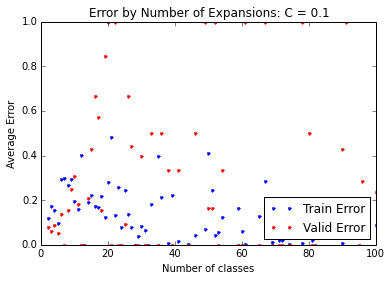 Error by Number of Expansions: C = 0.1
Average Error
1.0
0.8
0.6
0.4
0.2
0.0
0
20
40
60
80
100
Number of classes
Train Error
Valid Error